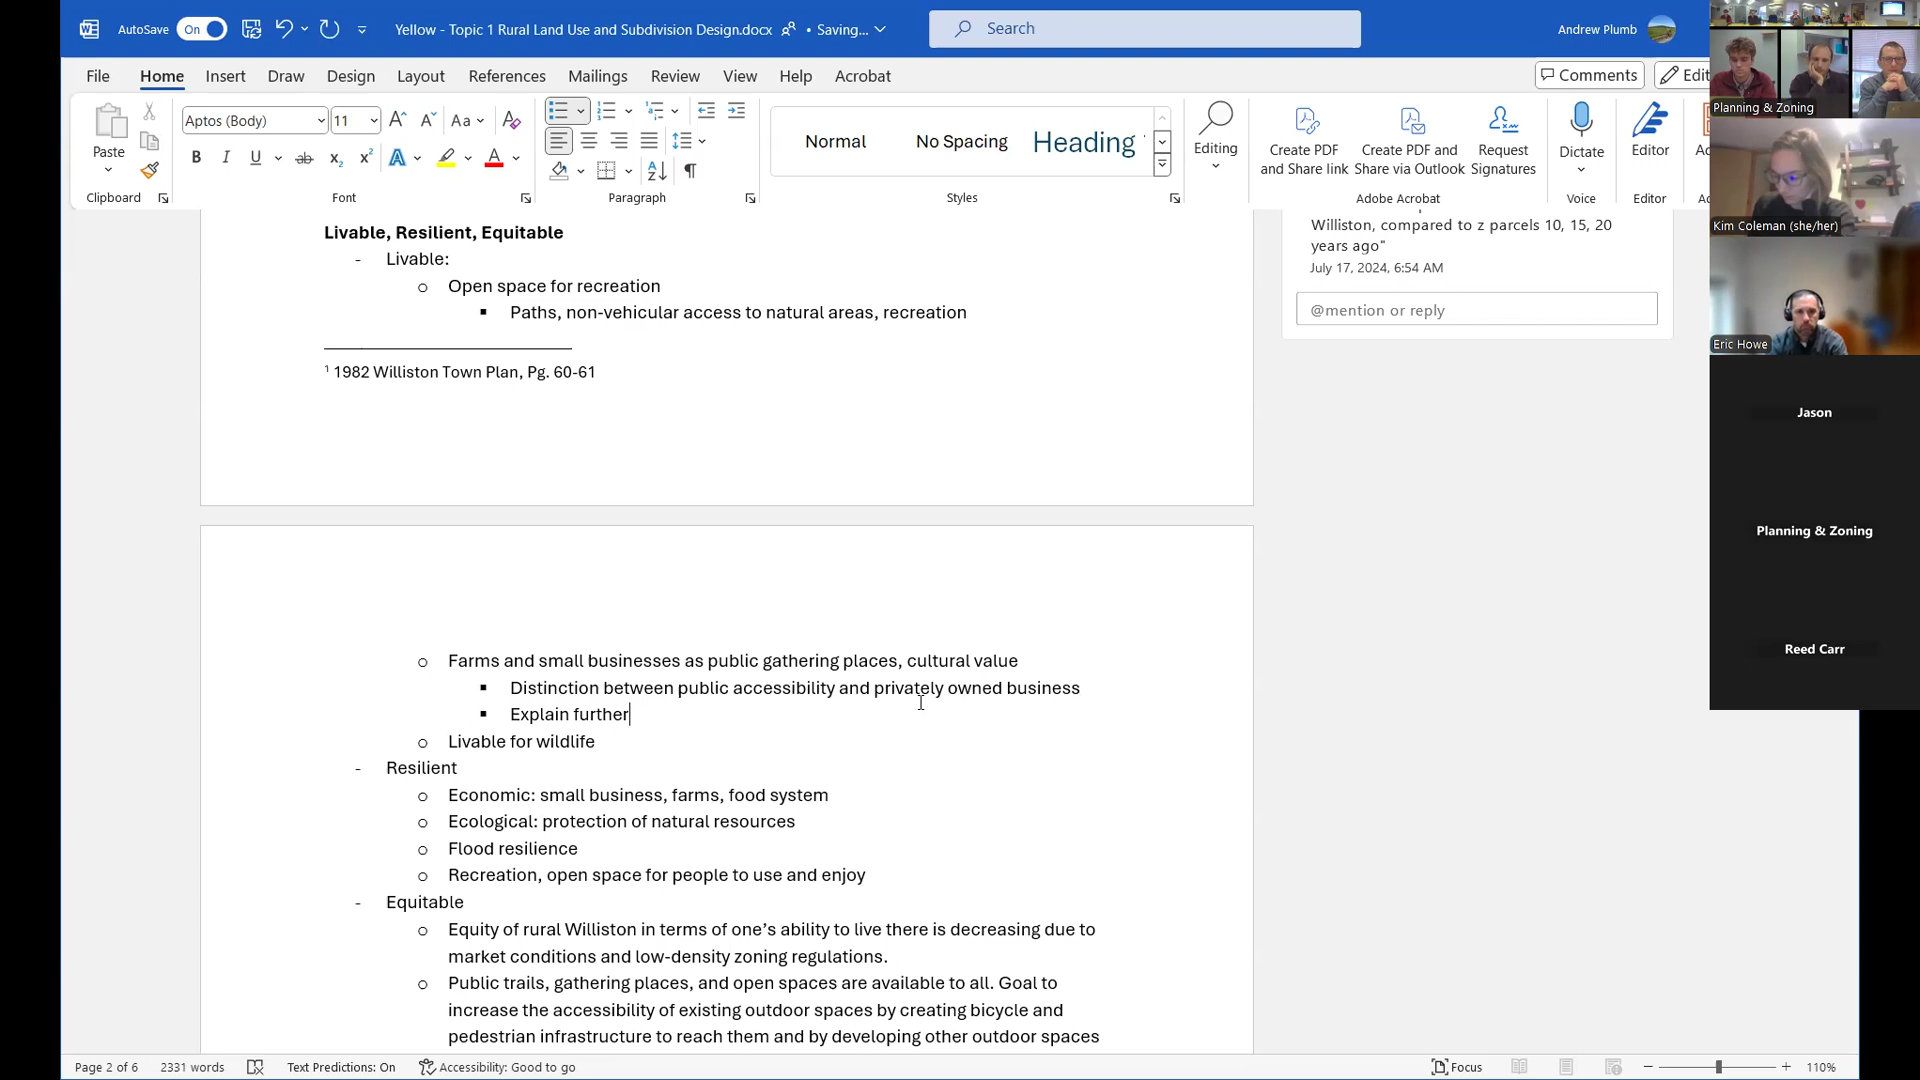 AutoSave On
Yellow - Topic 1 Rural Land Use and Subdivision Design.docx
Saving...
Search
Andrew Plumb
File Home Insert Draw Design Layout References Mailings Review View Help Acrobat
Comments
Edi
Paste
Clipboard
Aptos (Body) 11
Font
Paragraph
Normal
No Spacing
Heading
Styles
Editing
Create PDF and Share link
Create PDF and Share via Outlook
Request Signatures
Adobe Acrobat
Dictate
Voice
Editor
Editor
Planning & Zoning
Kim Coleman (she/her)
Eric Howe
Jason
Planning & Zoning
Reed Carr
Livable, Resilient, Equitable
- Livable:
o Open space for recreation
▪ Paths, non-vehicular access to natural areas, recreation
1 1982 Williston Town Plan, Pg. 60-61
Williston, compared to z parcels 10, 15, 20
years ago"
July 17, 2024, 6:54 AM
@mention or reply
o Farms and small businesses as public gathering places, cultural value
▪ Distinction between public accessibility and privately owned business
▪ Explain further
o Livable for wildlife
- Resilient
o Economic: small business, farms, food system
o Ecological: protection of natural resources
o Flood resilience
o Recreation, open space for people to use and enjoy
- Equitable
o Equity of rural Williston in terms of one’s ability to live there is decreasing due to
market conditions and low-density zoning regulations.
o Public trails, gathering places, and open spaces are available to all. Goal to
increase the accessibility of existing outdoor spaces by creating bicycle and
pedestrian infrastructure to reach them and by developing other outdoor spaces
Page 2 of 6
2331 words
Text Predictions: On
Accessibility: Good to go
Focus
110%